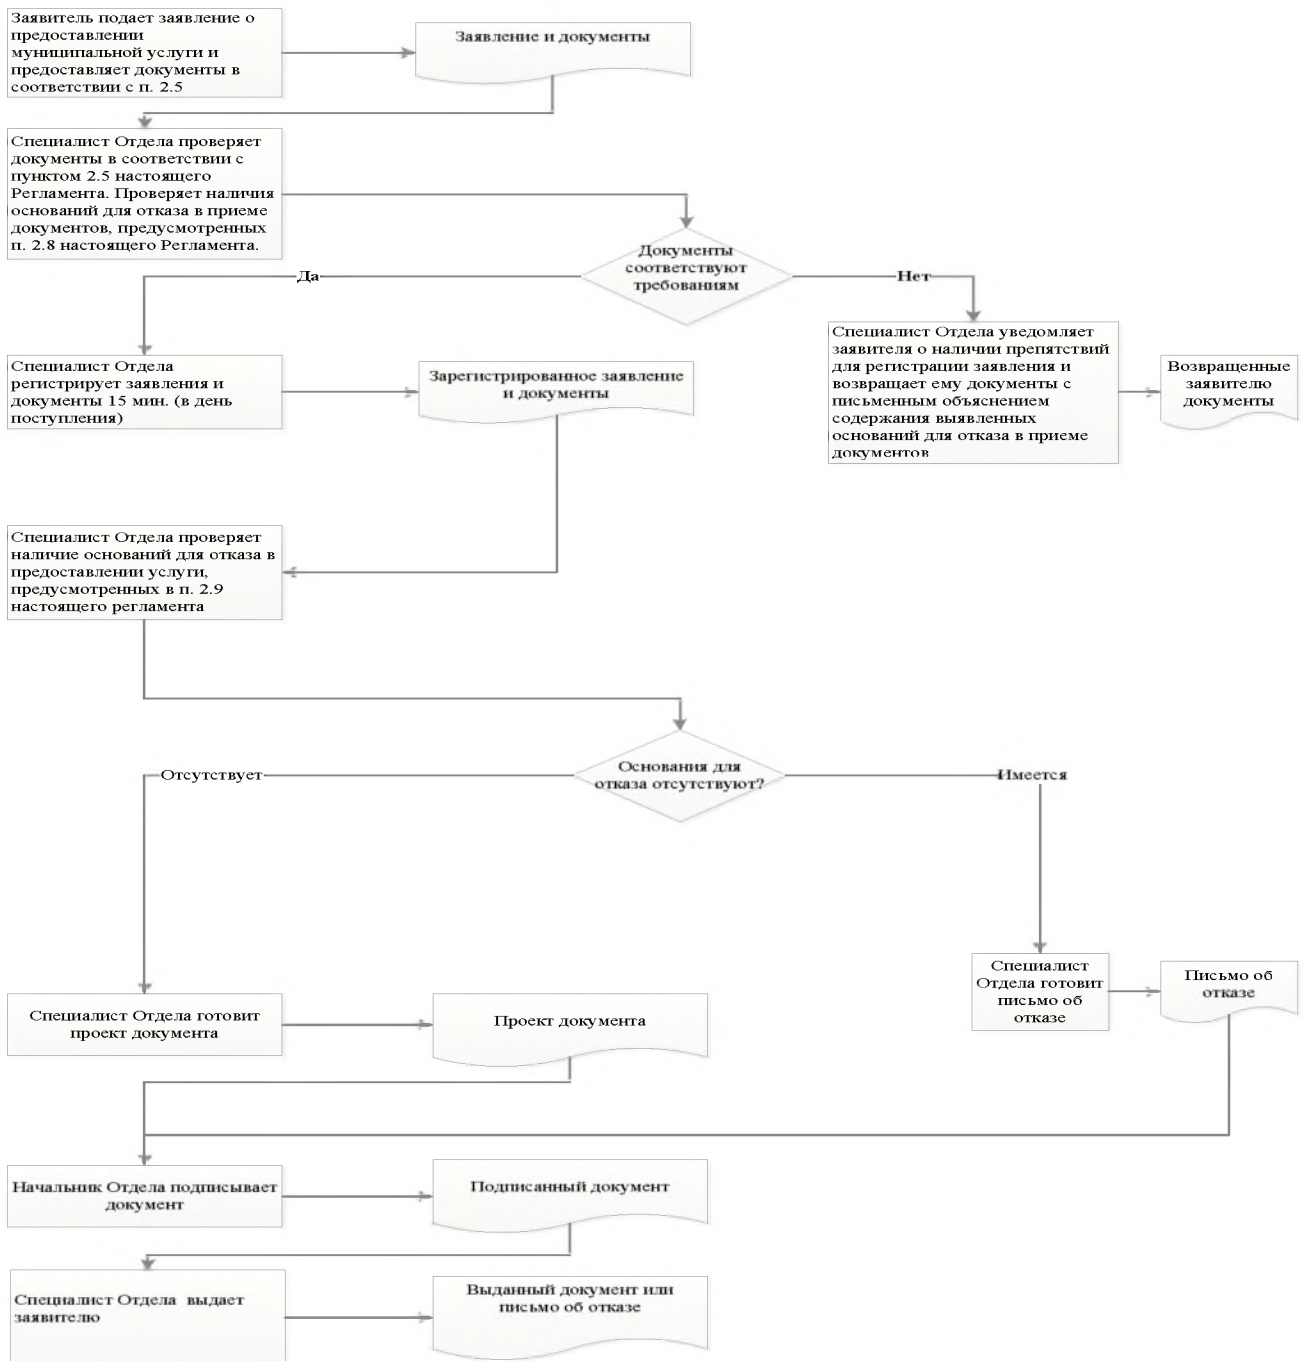 Заявитель подает заявление о
предоставлении
муниципальной услуги и
предоставляет документы в
соответствии с п. 2.5
Заявление и документы
Специалист Отдела проверяет
документы в соответствии с
пунктом 2.5 настоящего
Регламента. Проверяет наличия
оснований для отказа в приеме
документов, предусмотренных
п. 2.8 настоящего Регламента.
Документы
соответствуют
требованиям
Да
Нет
Специалист Отдела
регистрирует заявления и
документы 15 мин. (в день
поступления)
Зарегистрированное заявление
и документы
Специалист Отдела уведомляет
заявителя о наличии препятствий
для регистрации заявления и
возвращает ему документы с
письменным объяснением
содержания выявленных
оснований для отказа в приеме
документов
Возвращенные
заявителю
документы
Специалист Отдела проверяет
наличие оснований для отказа в
предоставлении услуги,
предусмотренных в п. 2.9
настоящего регламента
Основания для
отказа отсутствуют?
Отсутствует
Имеется
Специалист
Отдела готовит
письмо об
отказе
Письмо об
отказе
Специалист Отдела готовит
проект документа
Проект документа
Начальник Отдела подписывает
документ
Подписанный документ
Специалист Отдела выдает
заявителю
Выданный документ или
письмо об отказе